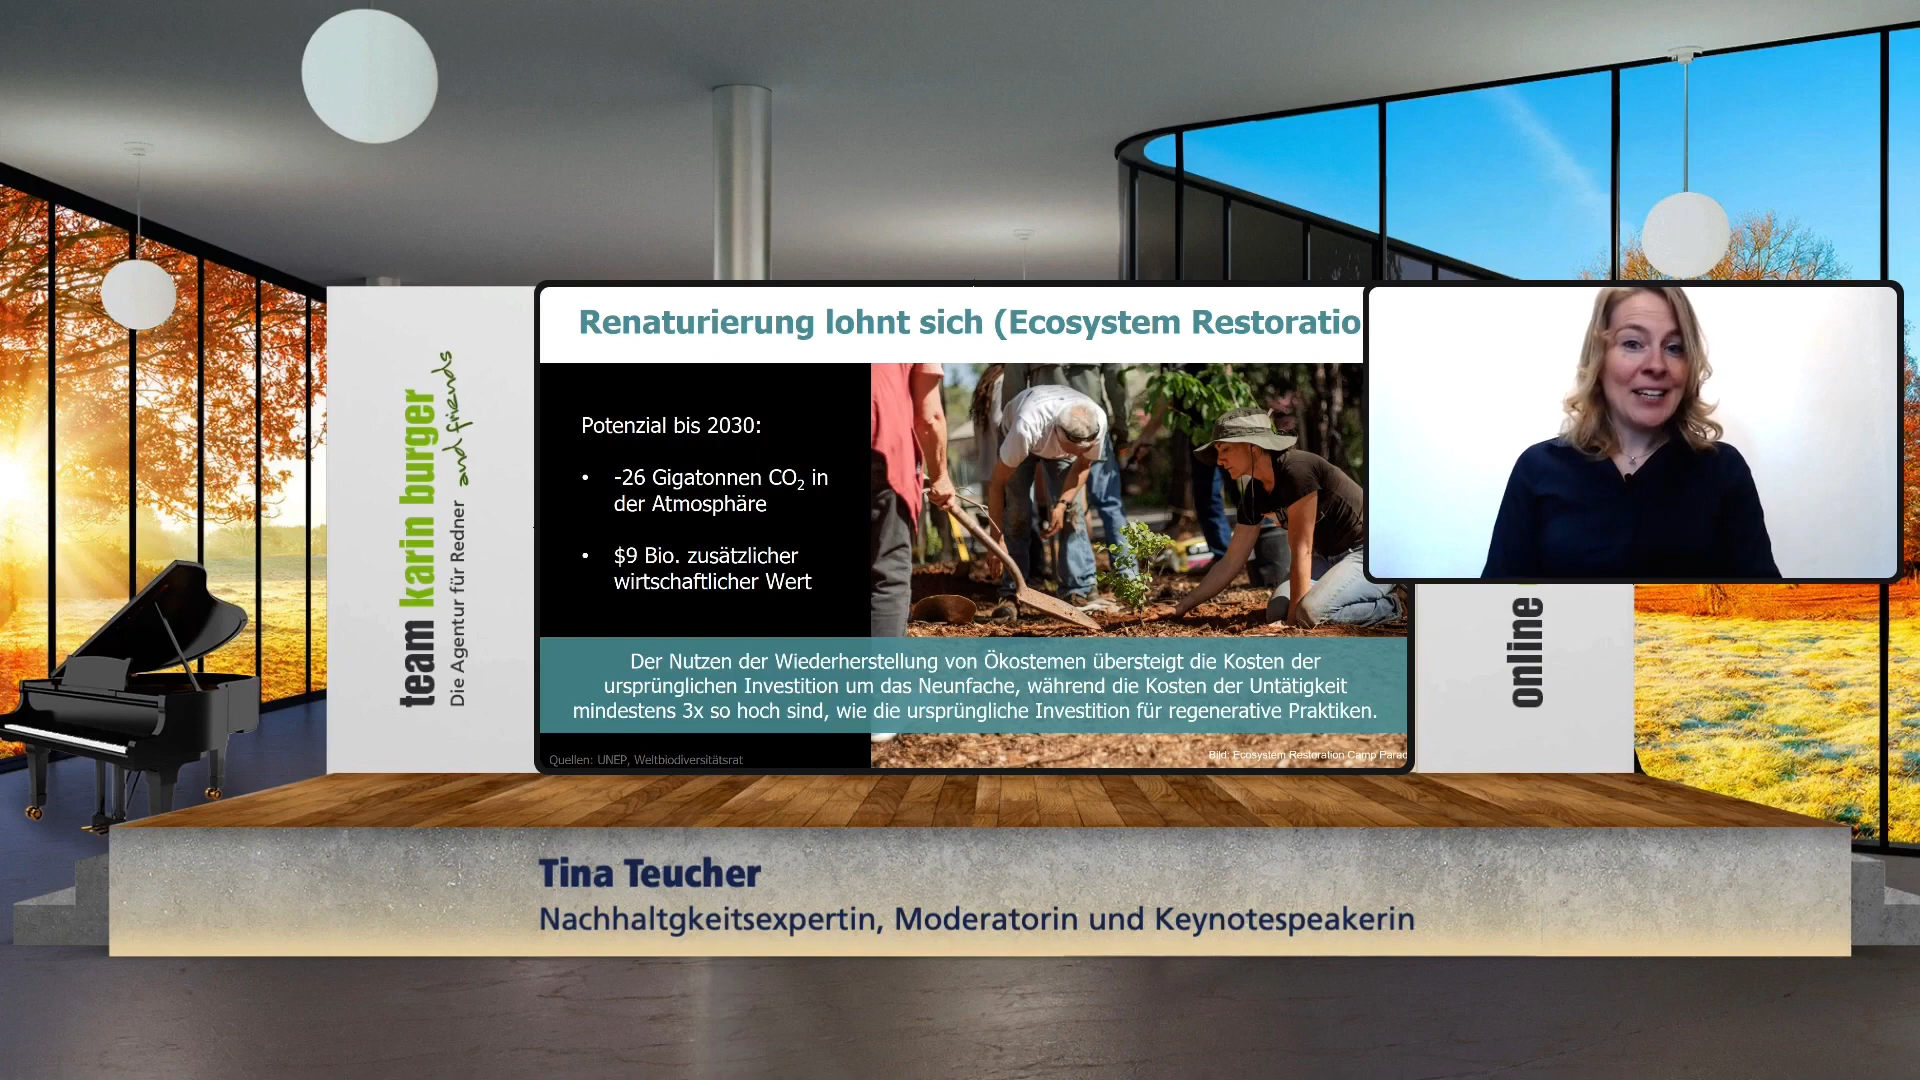 Renaturierung lohnt sich (Ecosystem Restoratio
Potenzial bis 2030:
• -26 Gigatonnen CO₂ in
der Atmosphäre
• $9 Bio. zusätzlicher
wirtschaftlicher Wert
Der Nutzen der Wiederherstellung von Ökostemen übersteigt die Kosten der
ursprünglichen Investition um das Neunfache, während die Kosten der Untätigkeit
mindestens 3x so hoch sind, wie die ursprüngliche Investition für regenerative Praktiken.
Quellen: UNEP, Weltbiodiversitätsrat
Bild: Ecosystem Restoration Camp Parad
team karin burger
and friends
Die Agentur für Redner
online
Tina Teucher
Nachhaltgkeitsexpertin, Moderatorin und Keynotespeakerin